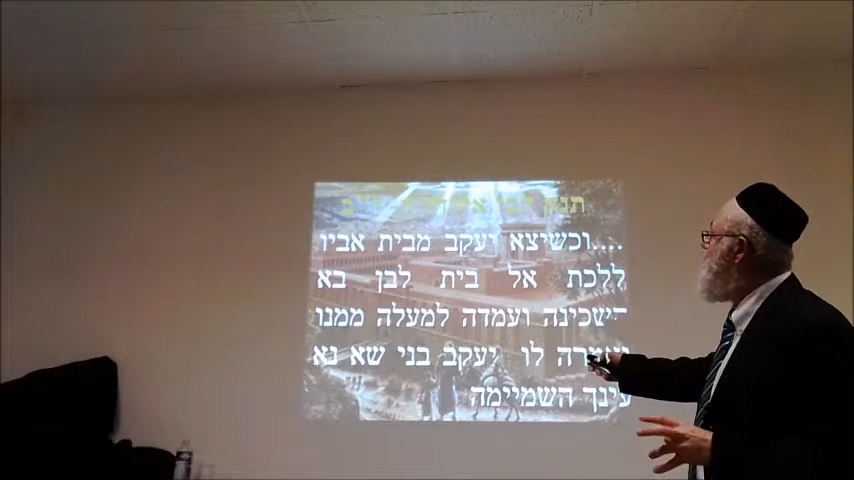 ....וכשיצא יעקב מבית אביו
ללכת אל בית לבן בא
השכינה ועמדה למעלה ממנו
ואמרה לו יעקב בני שא נא
עינך השמיימה